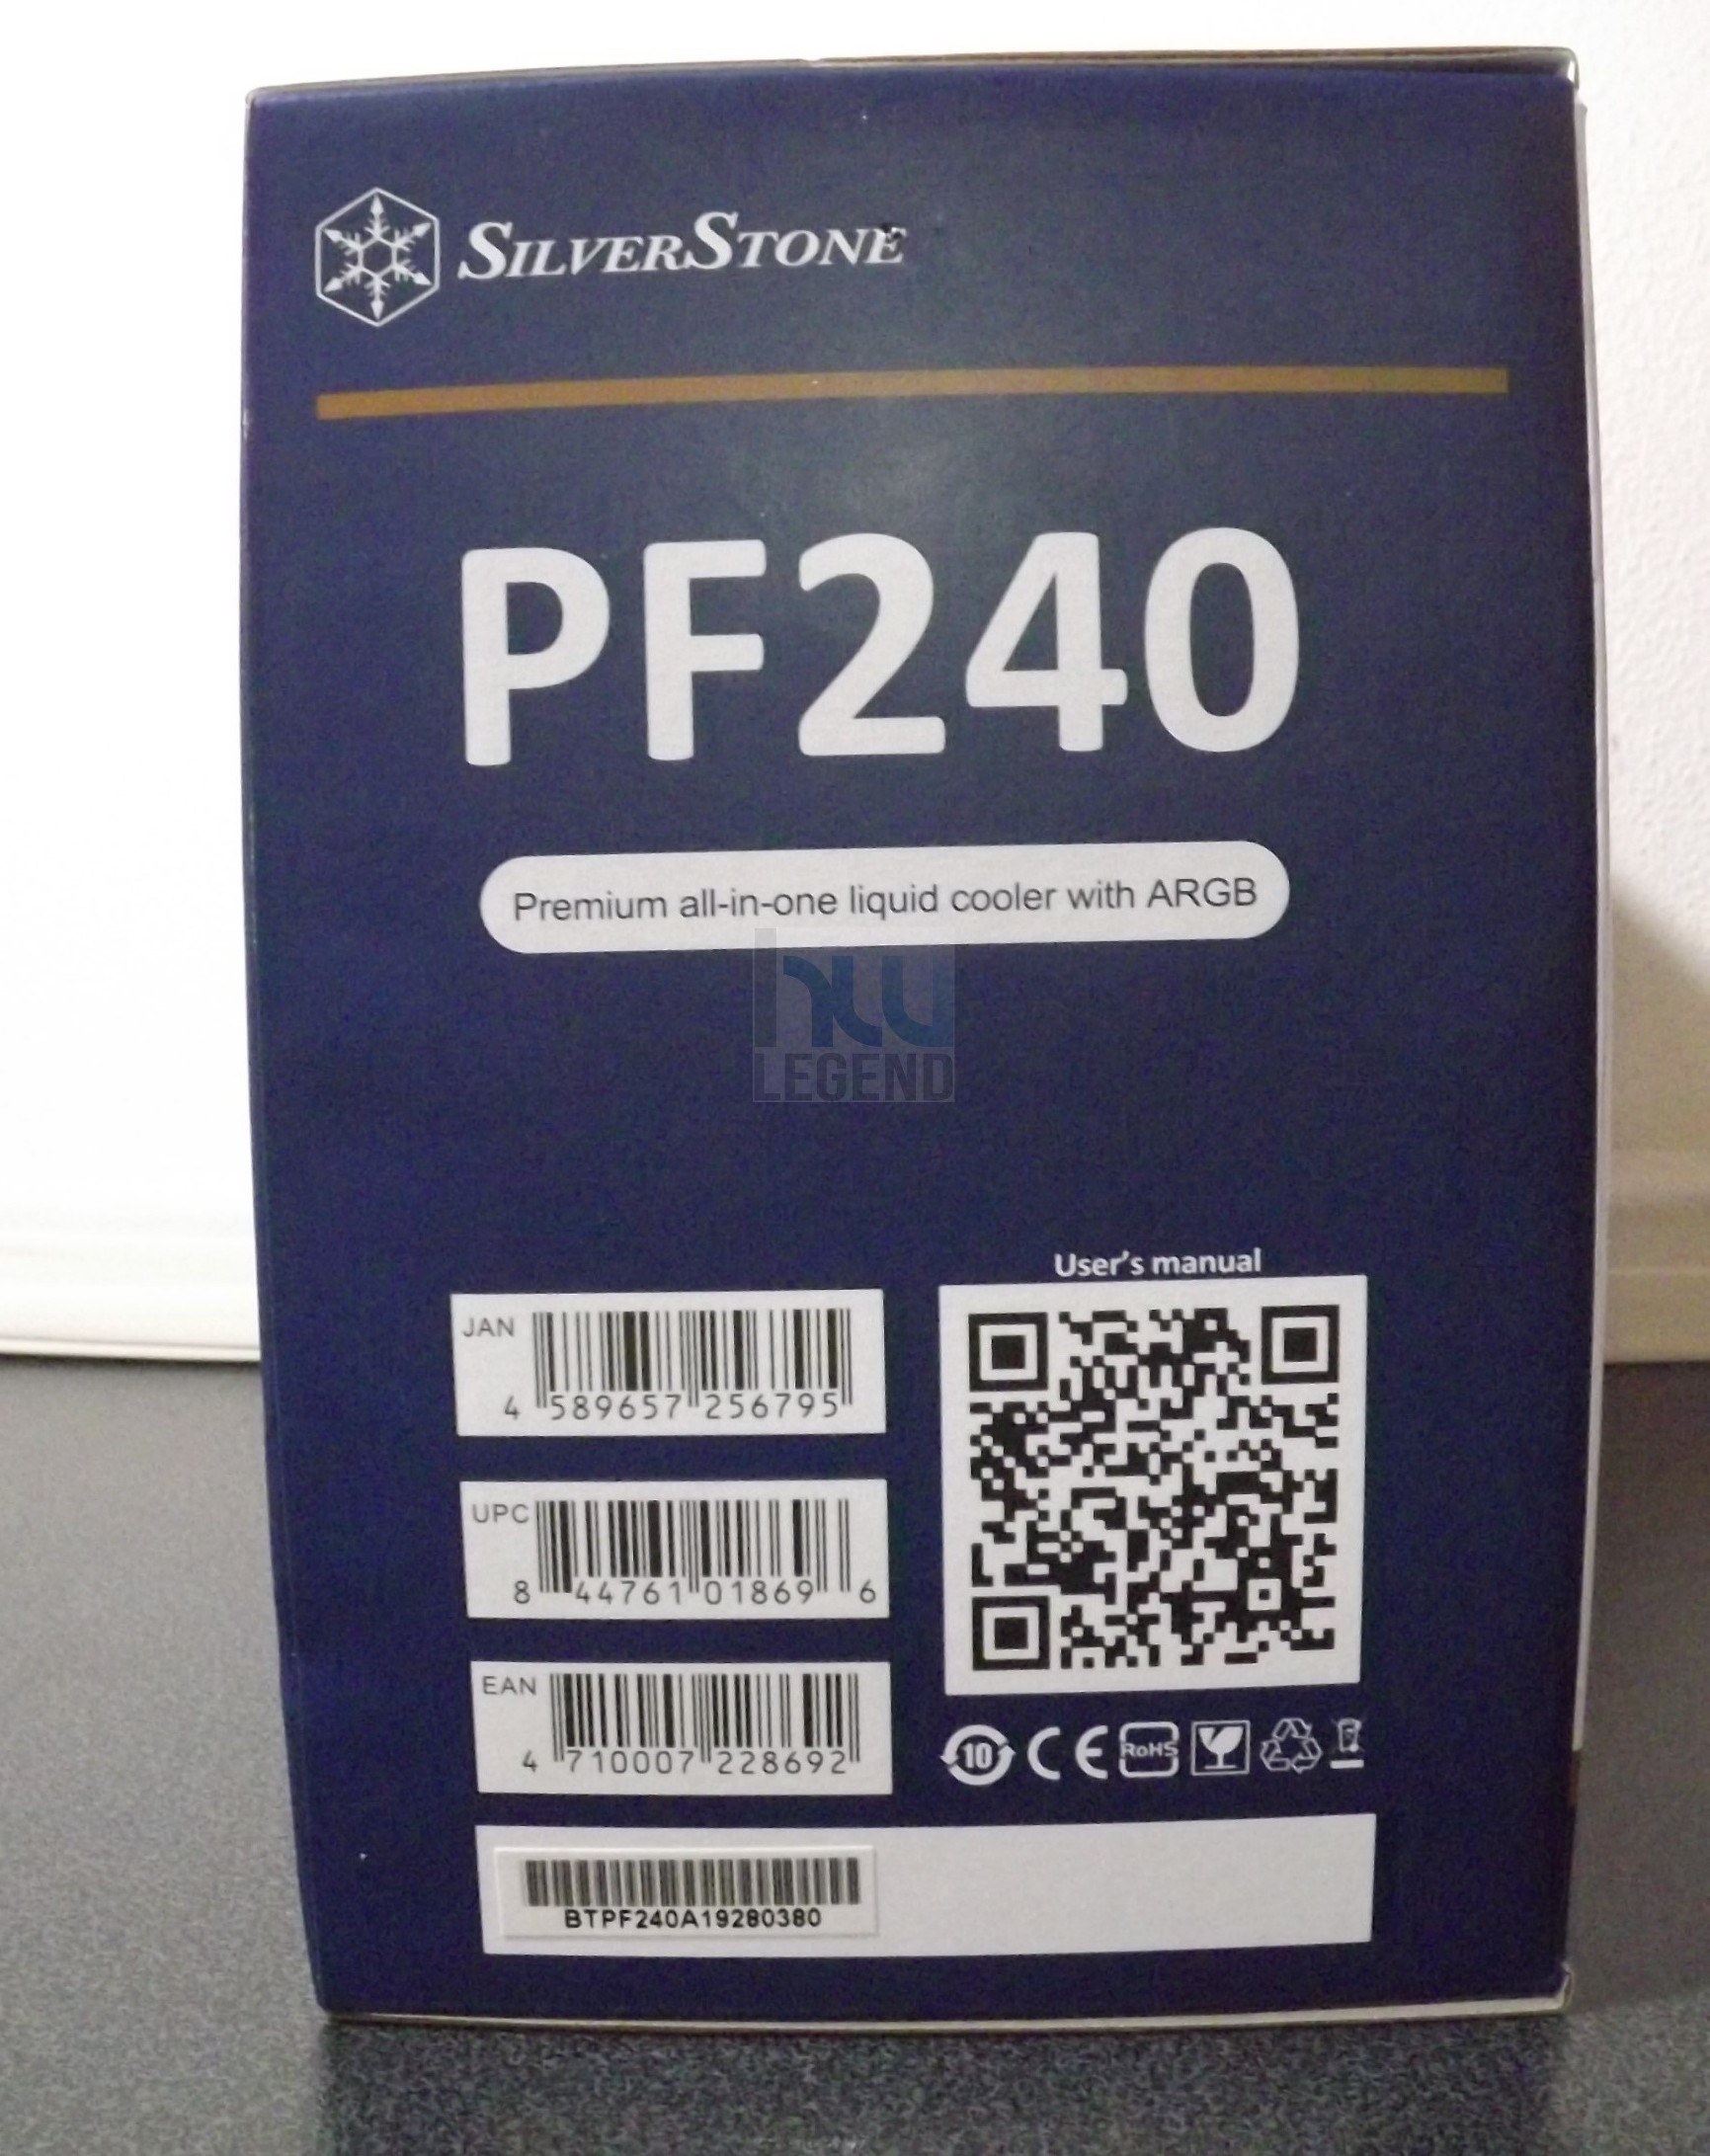 SILVERSTONE
PF240
Premium all-in-one liquid cooler with ARGB
hw
LEGEND
User's manual
JAN
4 589657 256795
UPC
8 44761 01869 6
EAN
4 710007 228692
10 CE RoHS
BTPF240A19280380